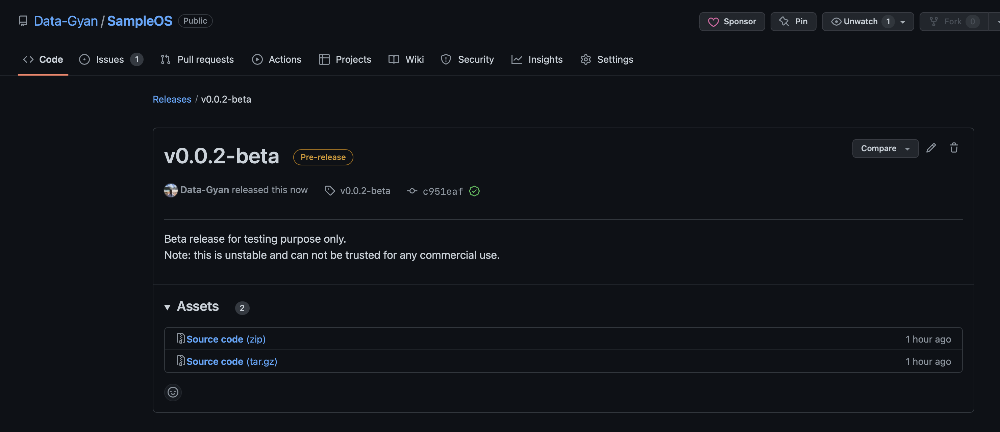 Data-Gyan / SampleOS Public
Sponsor Pin Unwatch 1 Fork 0
Code Issues 1 Pull requests Actions Projects Wiki Security Insights Settings
Releases / v0.0.2-beta
v0.0.2-beta Pre-release Compare
Data-Gyan released this now v0.0.2-beta c951eaf
Beta release for testing purpose only.
Note: this is unstable and can not be trusted for any commercial use.
Assets 2
Source code (zip) 1 hour ago
Source code (tar.gz) 1 hour ago